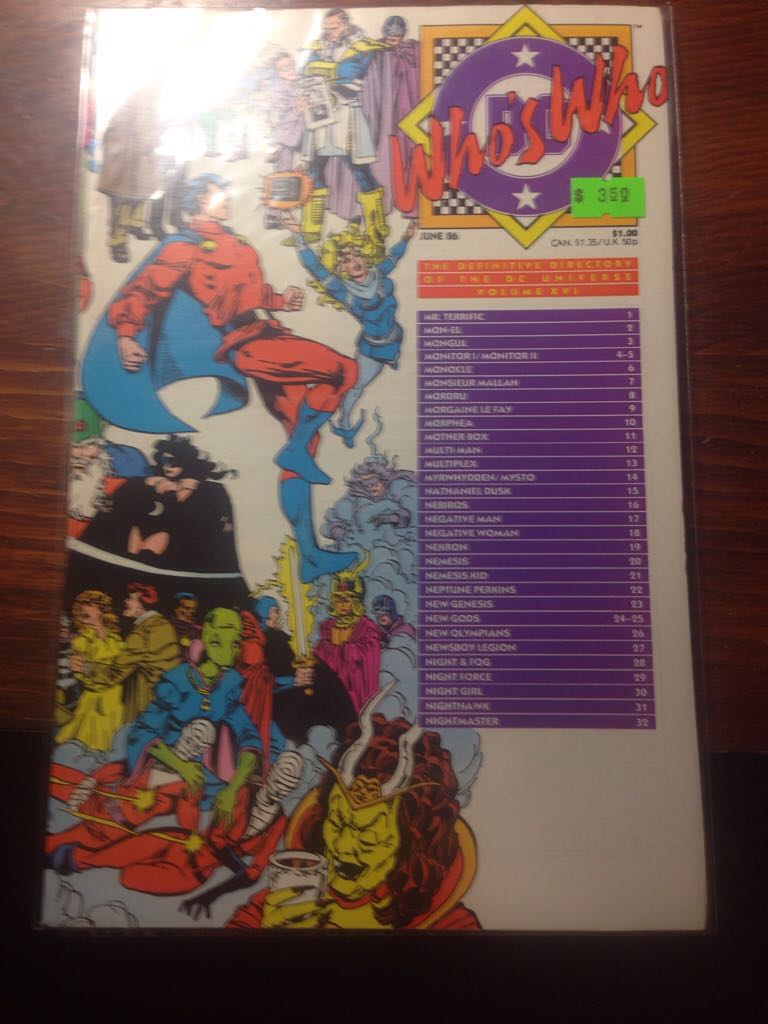 TM
DC
Who's Who
$ 350
JUNE 86
$1.00
CAN. $1.35/U.K. 50p
THE DEFINITIVE DIRECTORY
OF THE DC UNIVERSE
VOLUME XVI
MR. TERRIFIC 1
MON-EL 2
MONGUL 3
MONITOR I/MONITOR II 4-5
MONOCLE 6
MONSIEUR MALLAH 7
MORDRU 8
MORGAINE LE FAY 9
MORPHEA 10
MOTHER BOX 11
MULTI-MAN 12
MULTIPLEX 13
MYRWHYDDEN/MYSTO 14
NATHANIEL DUSK 15
NEBIROS 16
NEGATIVE MAN 17
NEGATIVE WOMAN 18
NEKRON 19
NEMESIS 20
NEMESIS KID 21
NEPTUNE PERKINS 22
NEW GENESIS 23
NEW GODS 24-25
NEW OLYMPIANS 26
NEWSBOY LEGION 27
NIGHT & FOG 28
NIGHT FORCE 29
NIGHT GIRL 30
NIGHTHAWK 31
NIGHTMASTER 32